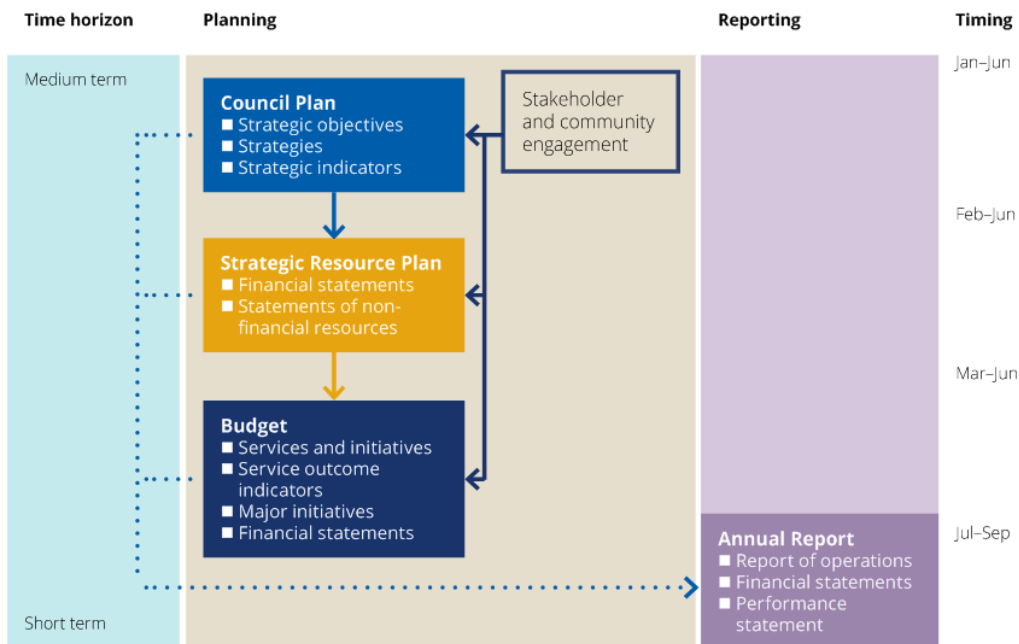 Time horizon
Planning
Reporting
Timing
Medium term
Council Plan
Strategic objectives
Strategies
Strategic indicators
Stakeholder
and community
engagement
Jan–Jun
Feb–Jun
Strategic Resource Plan
Financial statements
Statements of non-
financial resources
Mar–Jun
Budget
Services and initiatives
Service outcome
indicators
Major initiatives
Financial statements
Jul–Sep
Annual Report
Report of operations
Financial statements
Performance
statement
Short term